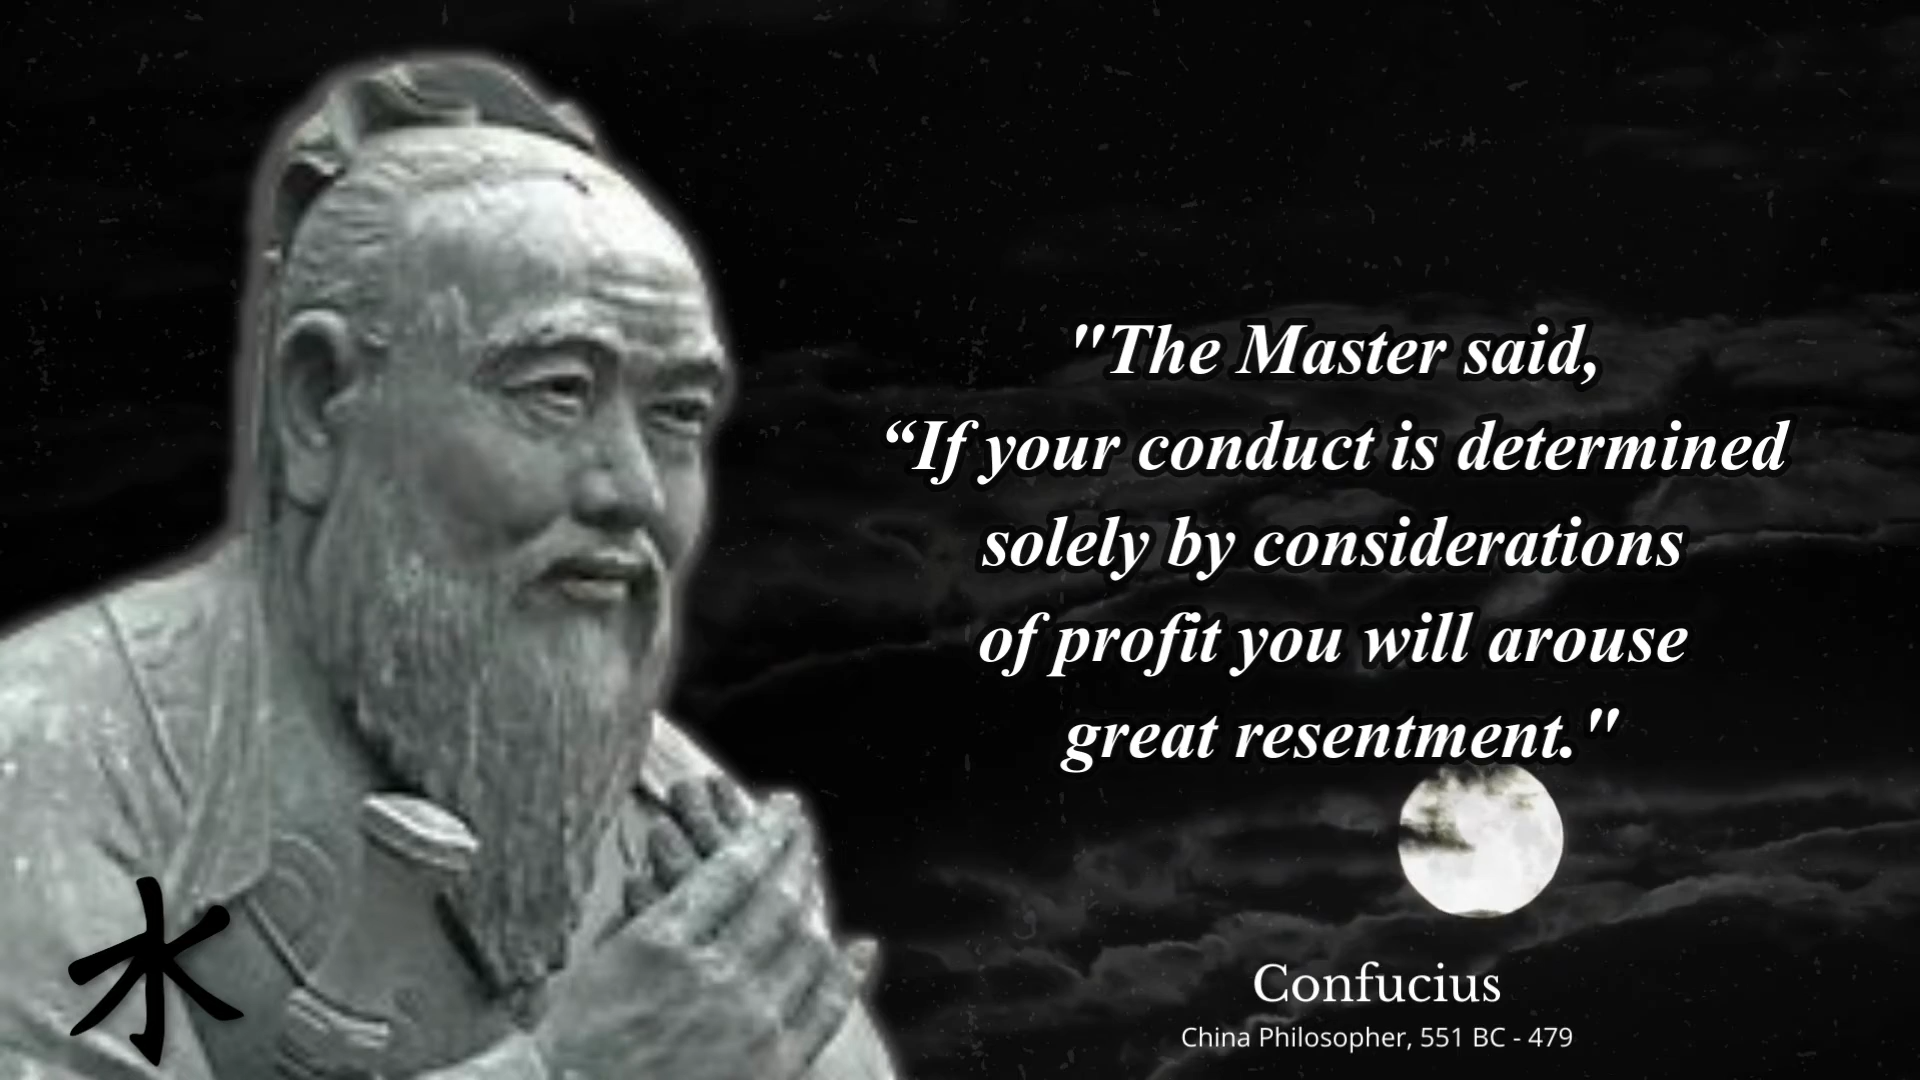 "The Master said,
“If your conduct is determined
solely by considerations
of profit you will arouse
great resentment."
Confucius
China Philosopher, 551 BC - 479
水